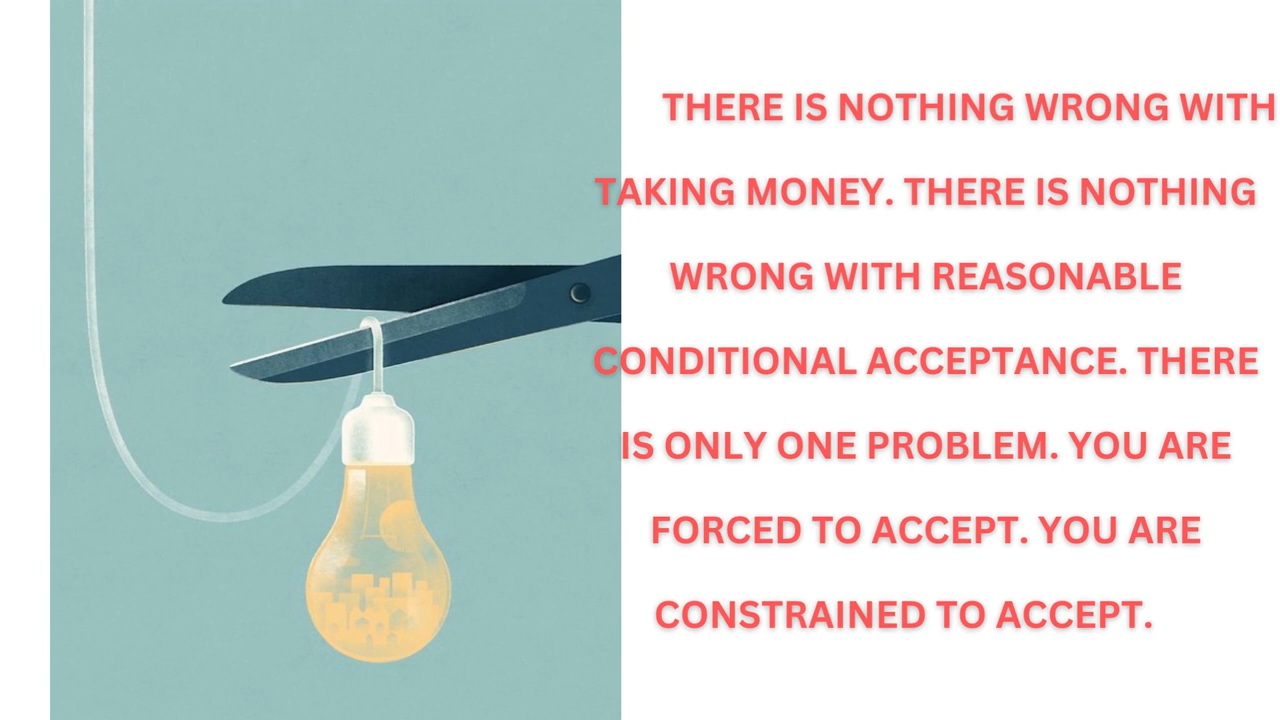 THERE IS NOTHING WRONG WITH
TAKING MONEY. THERE IS NOTHING
WRONG WITH REASONABLE
CONDITIONAL ACCEPTANCE. THERE
IS ONLY ONE PROBLEM. YOU ARE
FORCED TO ACCEPT. YOU ARE
CONSTRAINED TO ACCEPT.